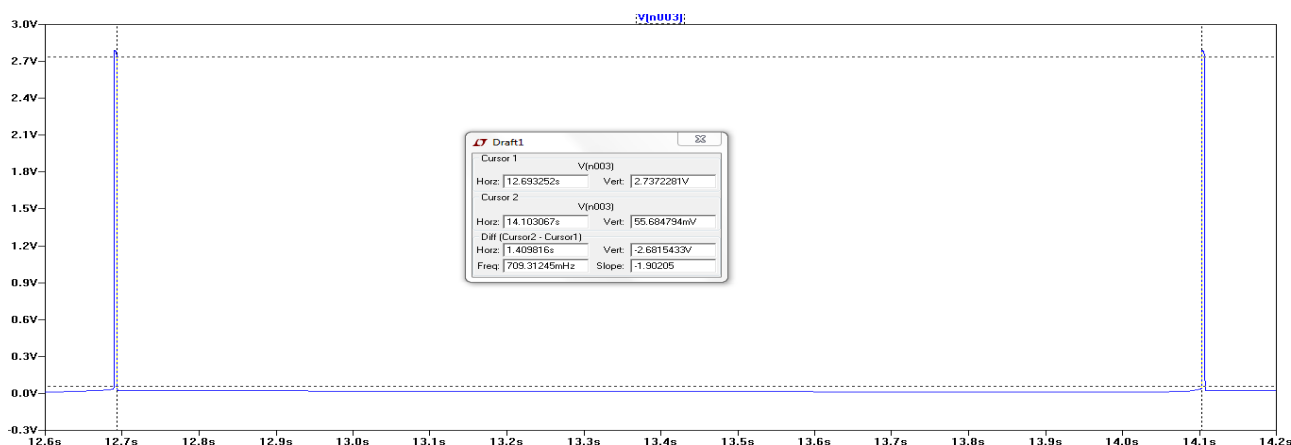 V(n003)
3.0V
2.7V
2.4V
2.1V
1.8V
1.5V
1.2V
0.9V
0.6V
0.3V
0.0V
-0.3V
Draft1
Cursor 1
V(n003)
Horz: 12.693252s Vert: 2.7372281V
Cursor 2
V(n003)
Horz: 14.103067s Vert: 55.684794mV
Diff (Cursor2 - Cursor1)
Horz: 1.409816s Vert: -2.6815433V
Freq: 709.31245mHz Slope: -1.90205
12.6s 12.7s 12.8s 12.9s 13.0s 13.1s 13.2s 13.3s 13.4s 13.5s 13.6s 13.7s 13.8s 13.9s 14.0s 14.1s 14.2s